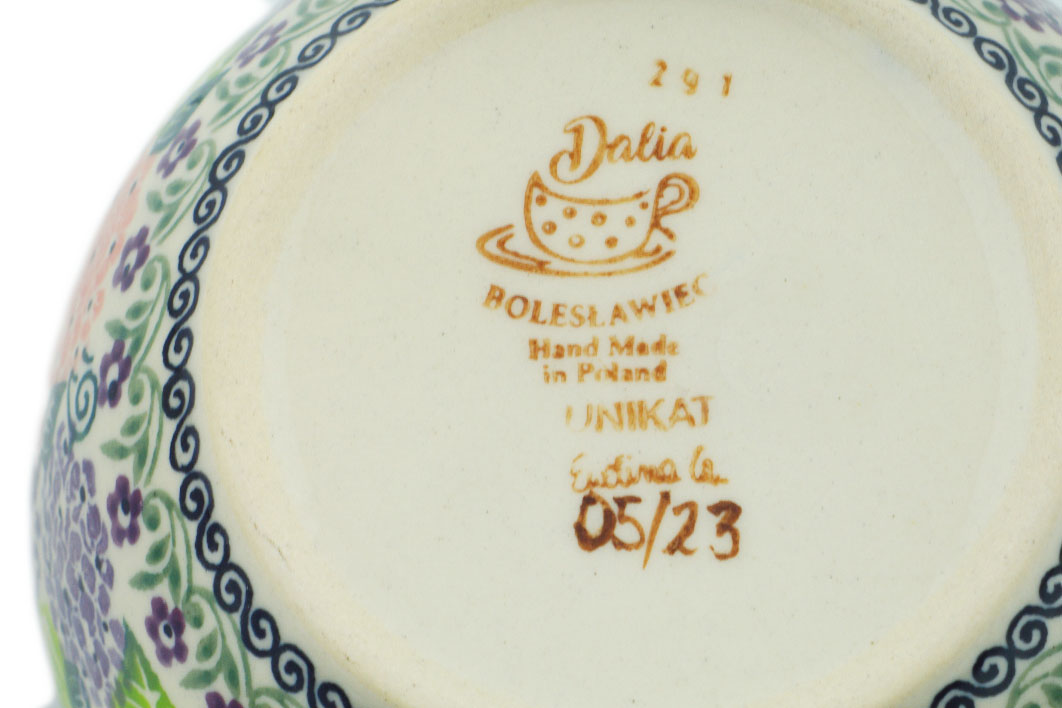 291
Dalia
BOLESŁAWIEC
Hand Made
in Poland
UNIKAT
05/23